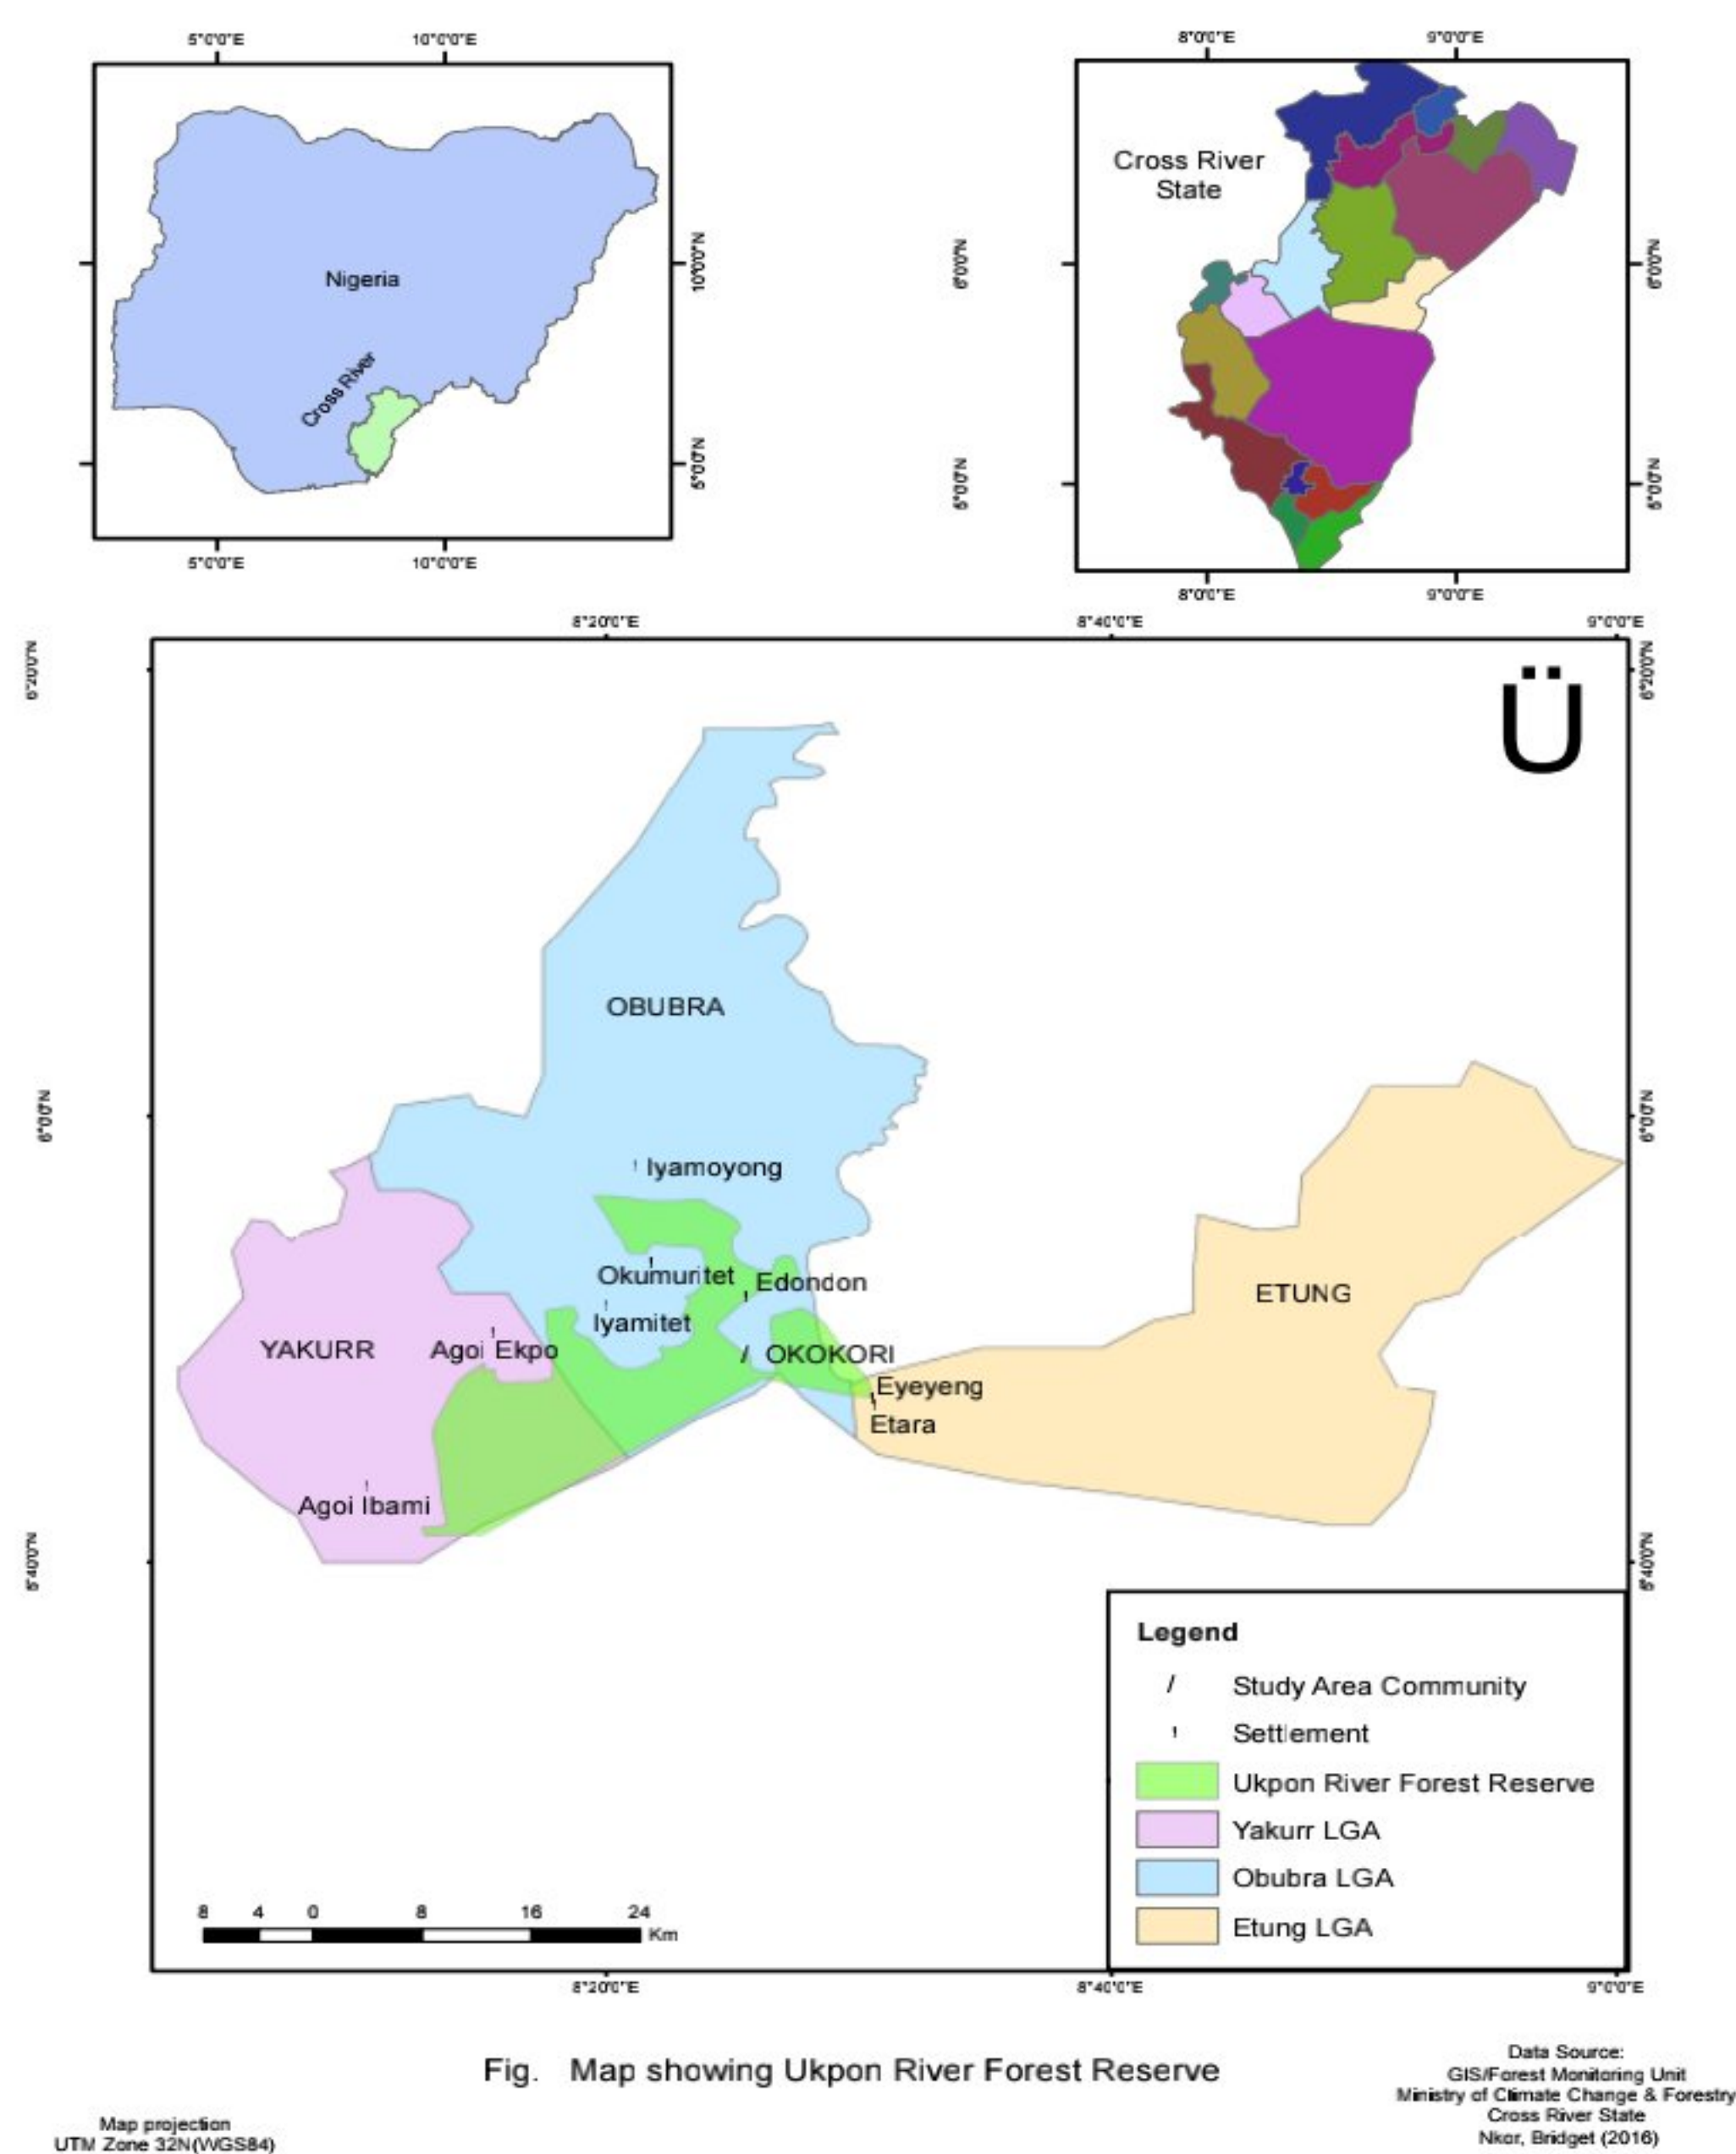 5°0'0"E 10°0'0"E
Nigeria
Cross River
10°0'0"N
5°0'0"N
5°0'0"E 10°0'0"E
8°0'0"E 9°0'0"E
Cross River
State
6°0'0"N 6°0'0"N
5°0'0"N 5°0'0"N
8°0'0"E 9°0'0"E
8°20'0"E 8°40'0"E 9°0'0"E
6°20'0"N 6°20'0"N
Ü
OBUBRA
6°0'0"N 6°0'0"N
Iyamoyong
Okumuritet
Edondon
ETUNG
Iyamitet
YAKURR
Agoi Ekpo
OKOKORI
Eyeyeng
Etara
Agoi Ibami
5°40'0"N 5°40'0"N
Legend
/ Study Area Community
! Settlement
Ukpon River Forest Reserve
Yakurr LGA
Obubra LGA
Etung LGA
8 4 0 8 16 24
Km
8°20'0"E 8°40'0"E 9°0'0"E
Fig. Map showing Ukpon River Forest Reserve
Data Source:
GIS/Forest Monitoring Unit
Ministry of Climate Change & Forestry
Cross River State
Nkor, Bridget (2016)
Map projection
UTM Zone 32N(WGS84)